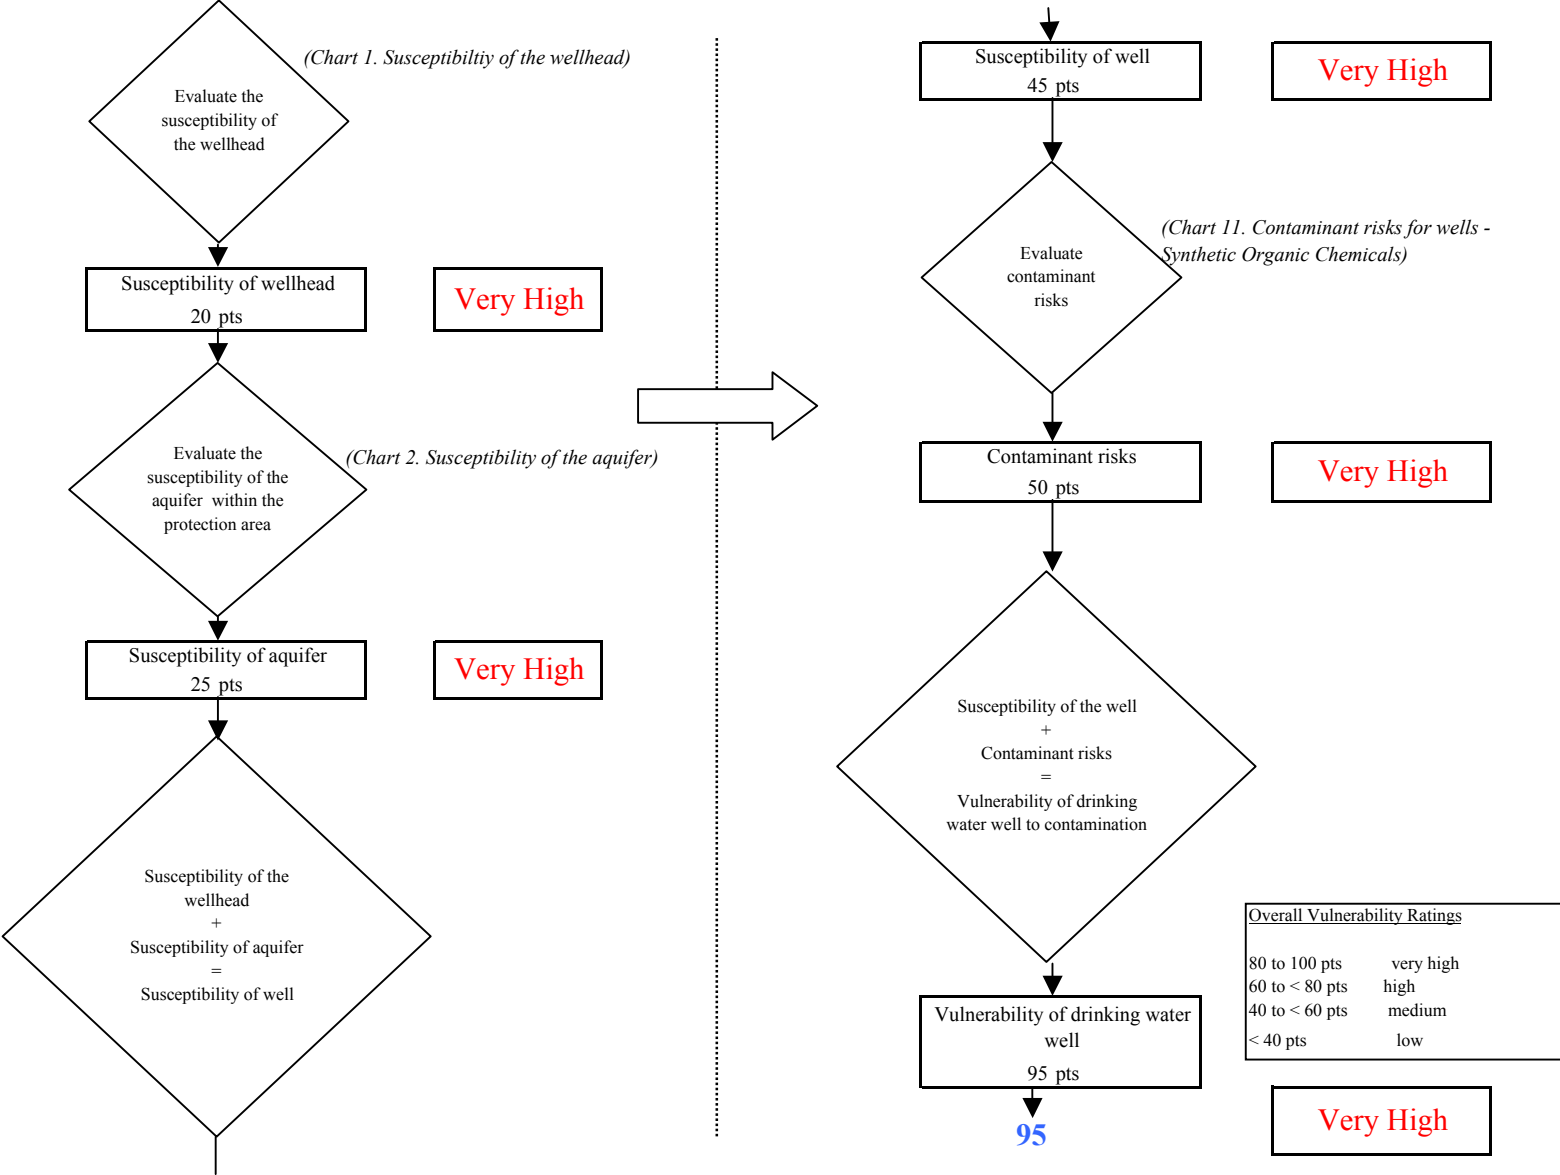 (Chart 1. Susceptibiltiy of the wellhead)
Evaluate the
susceptibility of
the wellhead
Susceptibility of wellhead
20 pts
Very High
Evaluate the
susceptibility of the
aquifer within the
protection area
(Chart 2. Susceptibility of the aquifer)
Susceptibility of aquifer
25 pts
Very High
Susceptibility of the
wellhead
+
Susceptibility of aquifer
=
Susceptibility of well
Susceptibility of well
45 pts
Very High
(Chart 11. Contaminant risks for wells -
Synthetic Organic Chemicals)
Evaluate
contaminant
risks
Contaminant risks
50 pts
Very High
Susceptibility of the well
+
Contaminant risks
=
Vulnerability of drinking
water well to contamination
Overall Vulnerability Ratings
80 to 100 pts very high
60 to < 80 pts high
40 to < 60 pts medium
< 40 pts low
Vulnerability of drinking water
well
95 pts
95
Very High